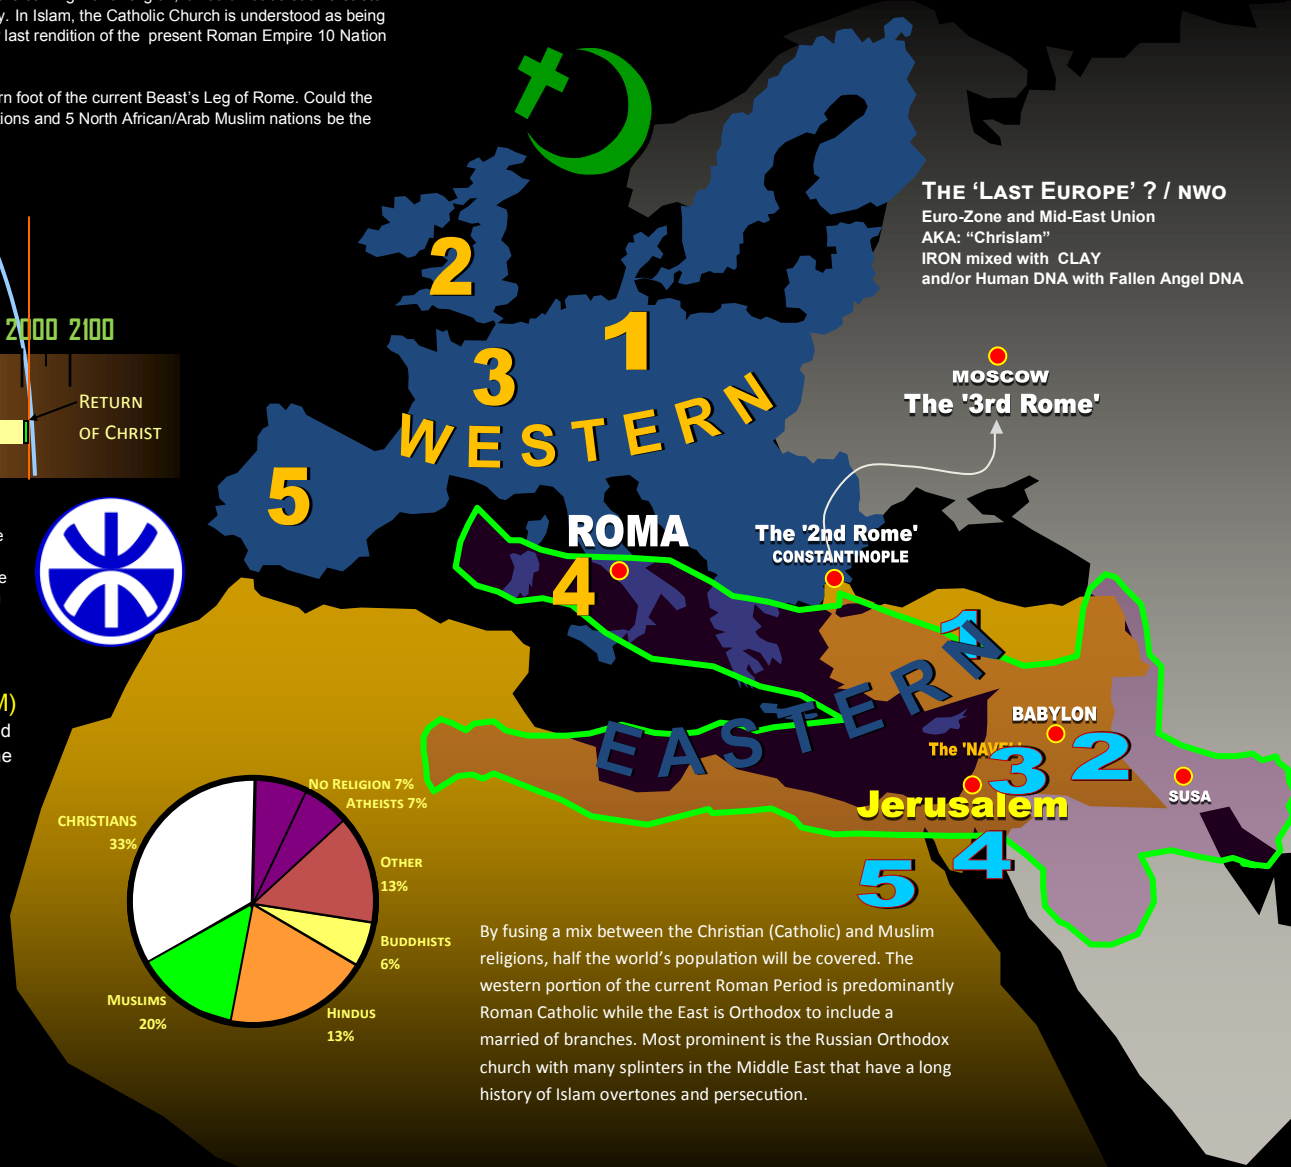 y. In Islam, the Catholic Church is understood as being
last rendition of the present Roman Empire 10 Nation
rn foot of the current Beast's Leg of Rome. Could the
tions and 5 North African/Arab Muslim nations be the
THE 'LAST EUROPE' ? / NWO
Euro-Zone and Mid-East Union
AKA: “Chrislam”
IRON mixed with CLAY
and/or Human DNA with Fallen Angel DNA
2
1
3
WESTERN
5
2000 2100
RETURN
OF CHRIST
MOSCOW
The '3rd Rome'
ROMA
4
The '2nd Rome'
CONSTANTINOPLE
e
e
M)
d
ne
1
EASTERN
BABYLON
The 'NAVEL'
3
2
Jerusalem
SUSA
4
5
NO RELIGION 7%
ATHEISTS 7%
CHRISTIANS
33%
OTHER
13%
BUDDHISTS
6%
MUSLIMS
20%
HINDUS
13%
By fusing a mix between the Christian (Catholic) and Muslim
religions, half the world’s population will be covered. The
western portion of the current Roman Period is predominantly
Roman Catholic while the East is Orthodox to include a
married of branches. Most prominent is the Russian Orthodox
church with many splinters in the Middle East that have a long
history of Islam overtones and persecution.